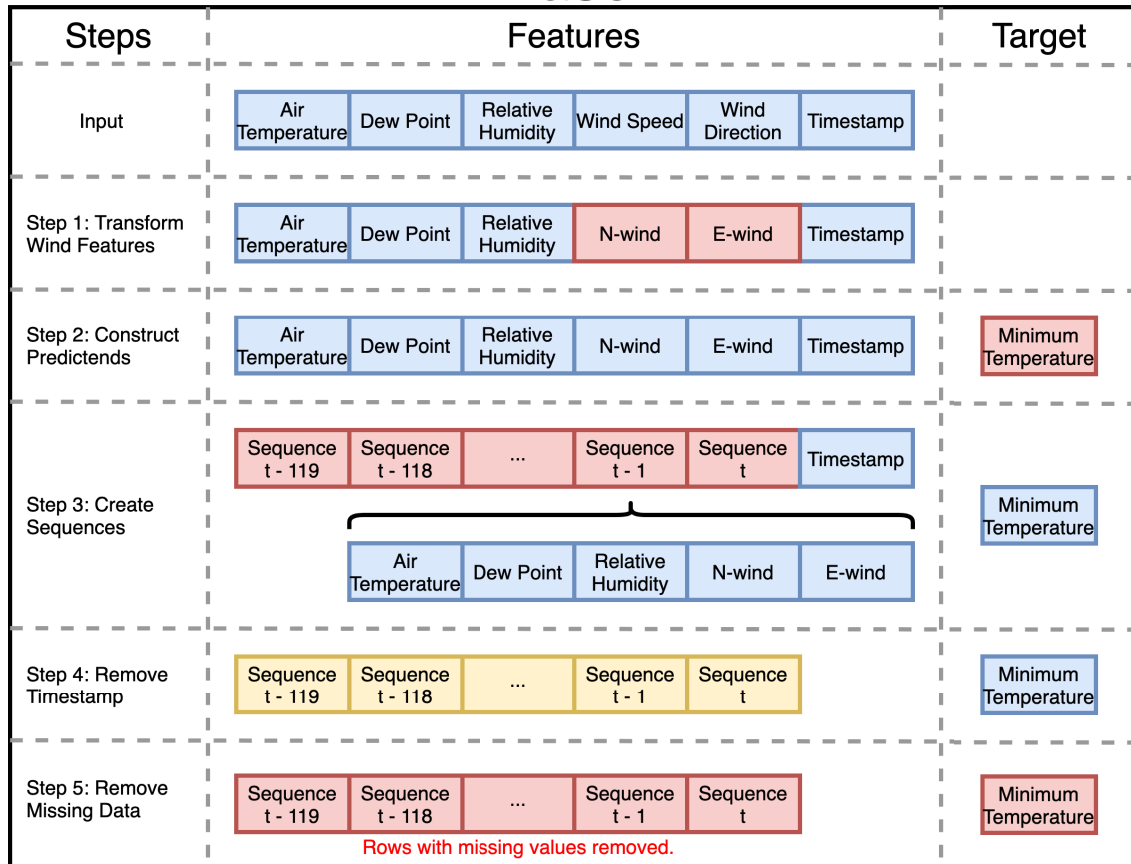 Steps
Features
Target
Input
Air
Temperature
Dew Point
Relative
Humidity
Wind Speed
Wind
Direction
Timestamp
Step 1: Transform
Wind Features
Air
Temperature
Dew Point
Relative
Humidity
N-wind
E-wind
Timestamp
Step 2: Construct
Predictends
Air
Temperature
Dew Point
Relative
Humidity
N-wind
E-wind
Timestamp
Minimum
Temperature
Step 3: Create
Sequences
Sequence
t - 119
Sequence
t - 118
...
Sequence
t - 1
Sequence
t
Timestamp
Air
Temperature
Dew Point
Relative
Humidity
N-wind
E-wind
Minimum
Temperature
Step 4: Remove
Timestamp
Sequence
t - 119
Sequence
t - 118
...
Sequence
t - 1
Sequence
t
Minimum
Temperature
Step 5: Remove
Missing Data
Sequence
t - 119
Sequence
t - 118
...
Sequence
t - 1
Sequence
t
Rows with missing values removed.
Minimum
Temperature